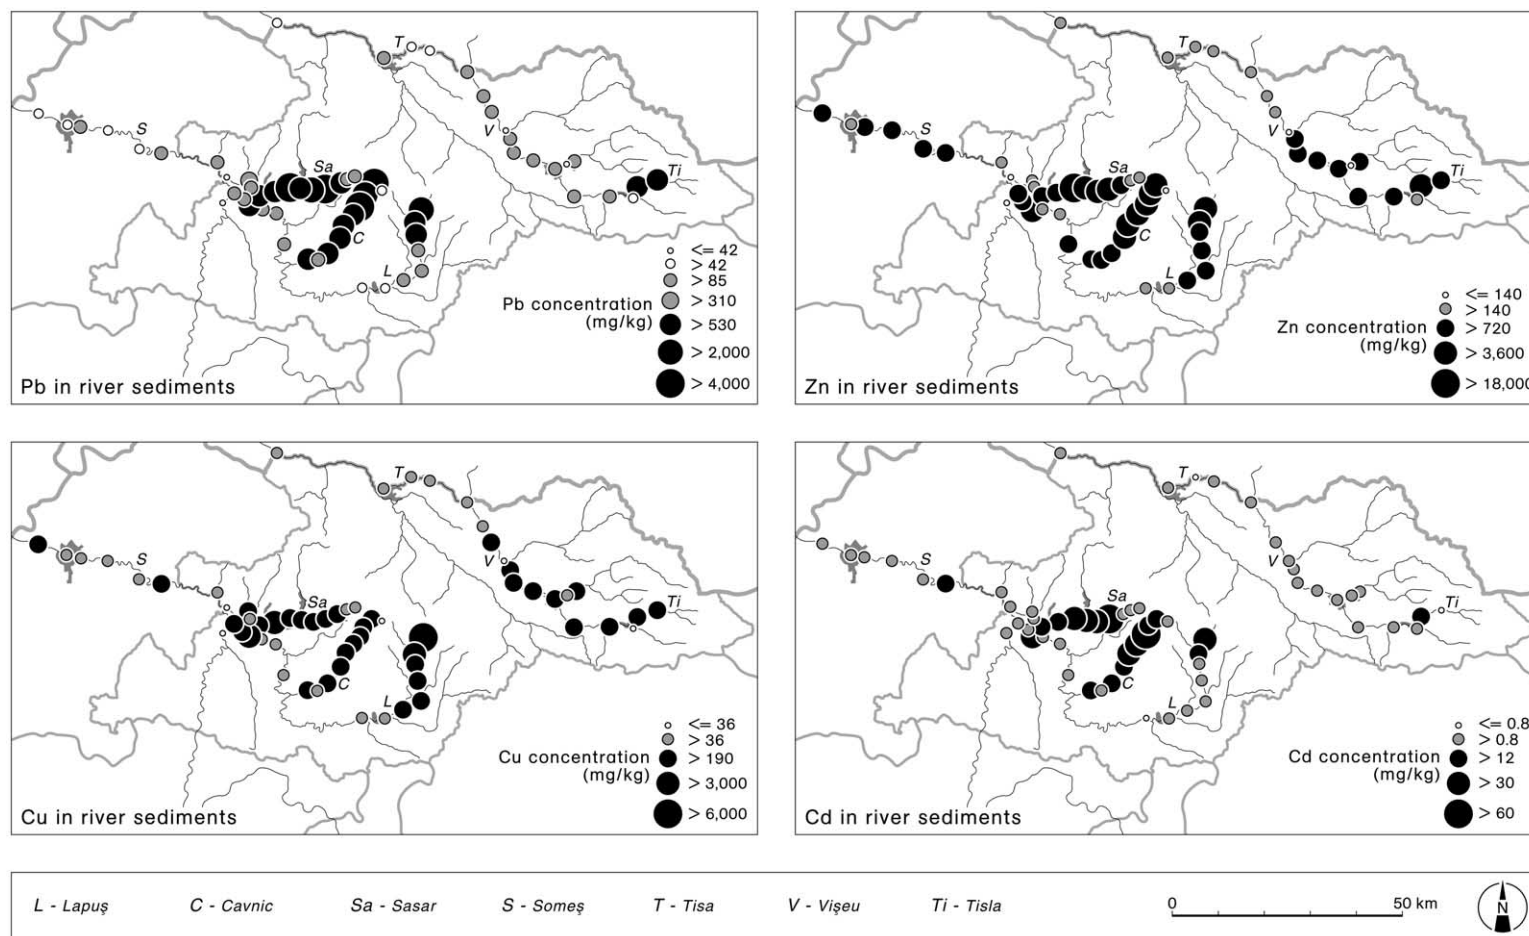 T
S
V
Sa
Ti
C
L
<= 42
> 42
> 85
> 310
> 530
> 2,000
> 4,000
Pb concentration
(mg/kg)
Pb in river sediments
T
S
V
Sa
Ti
C
L
<= 140
> 140
> 720
> 3,600
> 18,000
Zn concentration
(mg/kg)
Zn in river sediments
T
S
V
Sa
Ti
C
L
<= 36
> 36
> 190
> 3,000
> 6,000
Cu concentration
(mg/kg)
Cu in river sediments
T
S
V
Sa
Ti
C
L
<= 0.8
> 0.8
> 12
> 30
> 60
Cd concentration
(mg/kg)
Cd in river sediments
L - Lapuş C - Cavnic Sa - Sasar S - Someş T - Tisa V - Vişeu Ti - Tisla
0 50 km
N